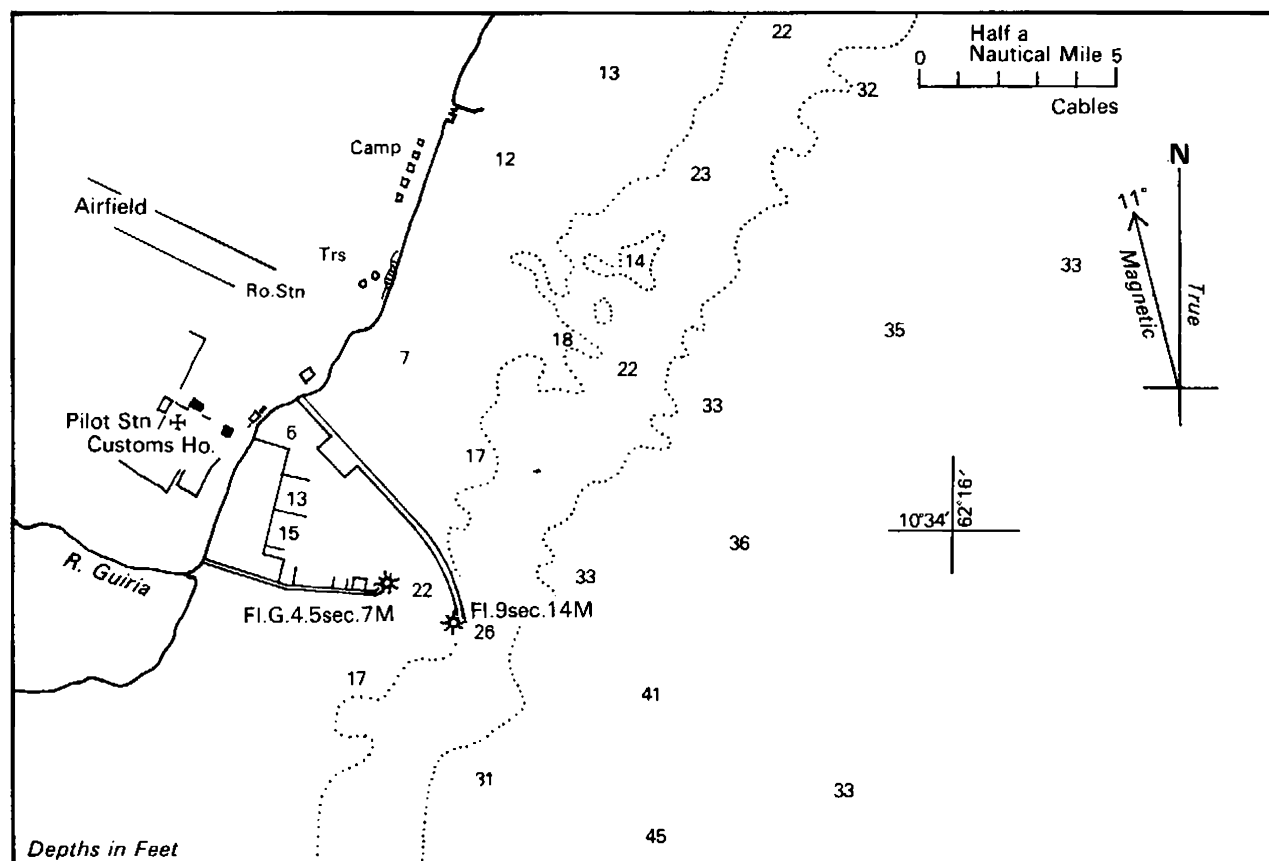 22
Half a
Nautical Mile 5
0
13
32
Cables
Camp
12
N
23
11°
Airfield
Trs
14
33
Magnetic
True
Ro.Stn
18
35
7
22
33
Pilot Stn
Customs Ho.
6
17
13
62°16′
10°34′
15
36
R. Guiria
33
22
Fl.G.4.5sec.7M
Fl.9sec.14M
26
17
41
31
33
45
Depths in Feet